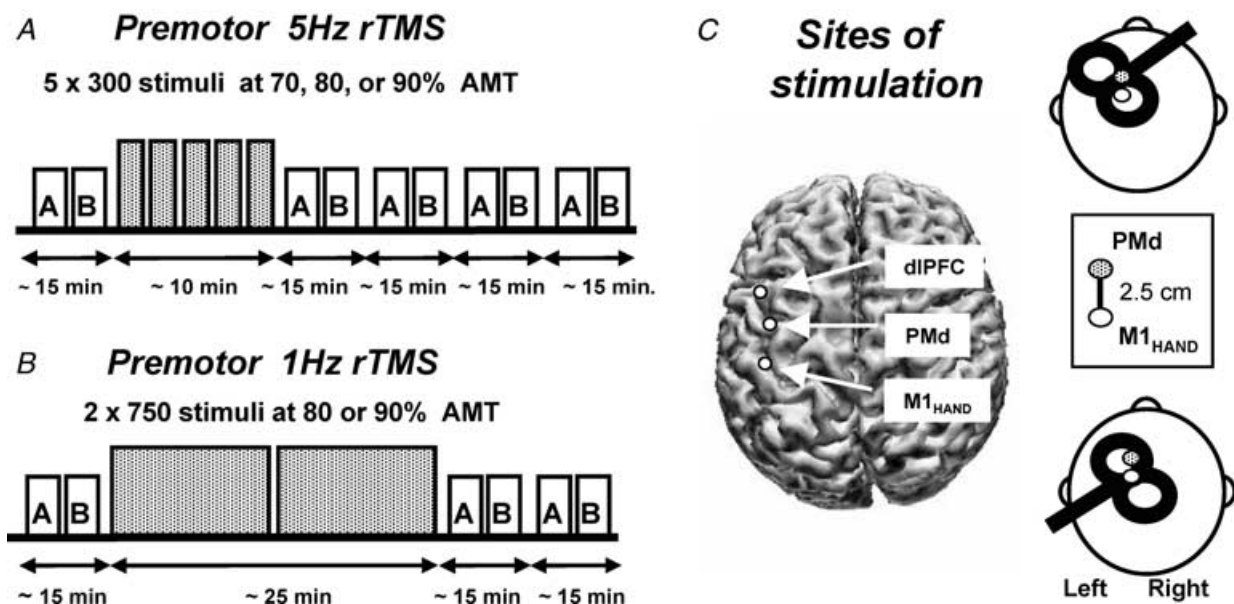 A
Premotor 5Hz rTMS
5 x 300 stimuli at 70, 80, or 90% AMT
A B A B A B A B A B
~ 15 min ~ 10 min ~ 15 min ~ 15 min ~ 15 min ~ 15 min.
B
Premotor 1Hz rTMS
2 x 750 stimuli at 80 or 90% AMT
A B A B A B
~ 15 min ~ 25 min ~ 15 min ~ 15 min
C
Sites of
stimulation
dlPFC
PMd
M1HAND
PMd
2.5 cm
M1HAND
Left Right